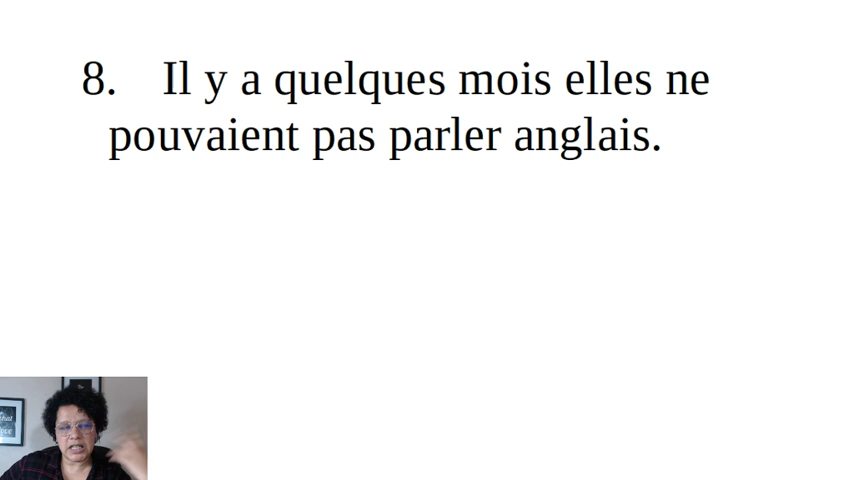 8. Il y a quelques mois elles ne
pouvaient pas parler anglais.